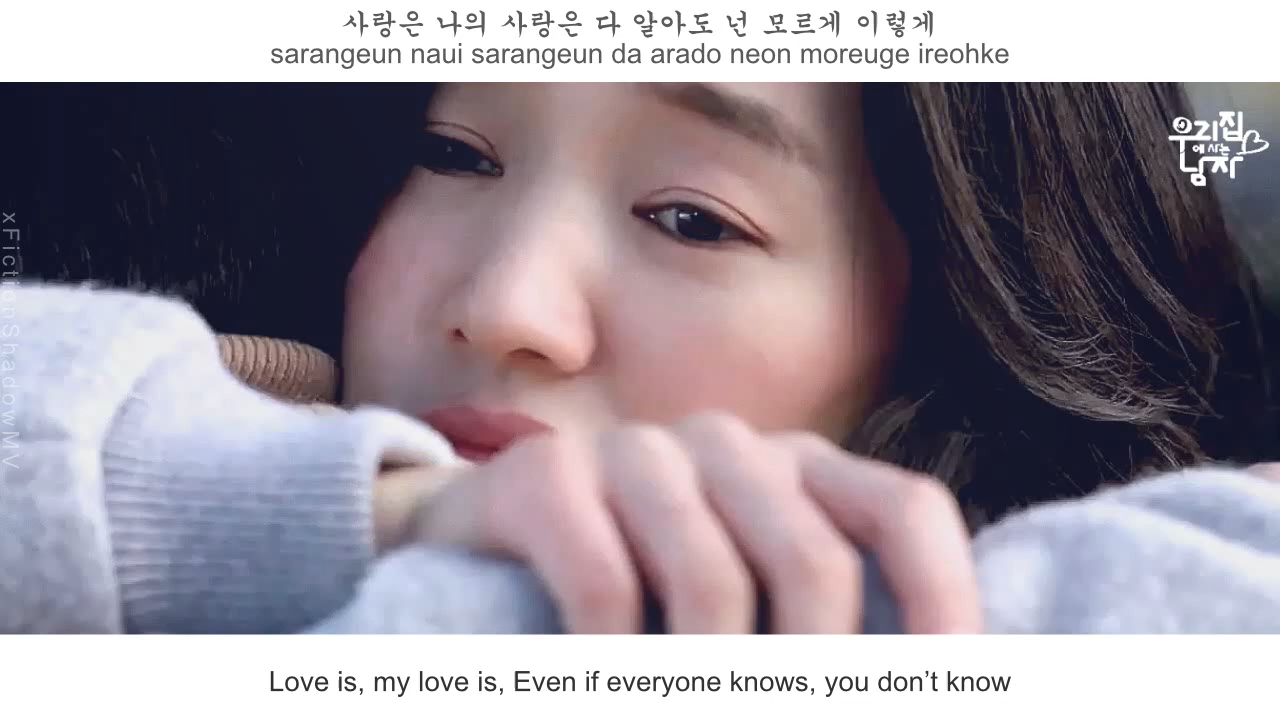 사랑은 나의 사랑은 다 알아도 넌 모르게 이렇게
sarangeun naui sarangeun da arado neon moreuge ireohke
우리집
에 사는
남자
xFictionShadowMV
Love is, my love is, Even if everyone knows, you don’t know